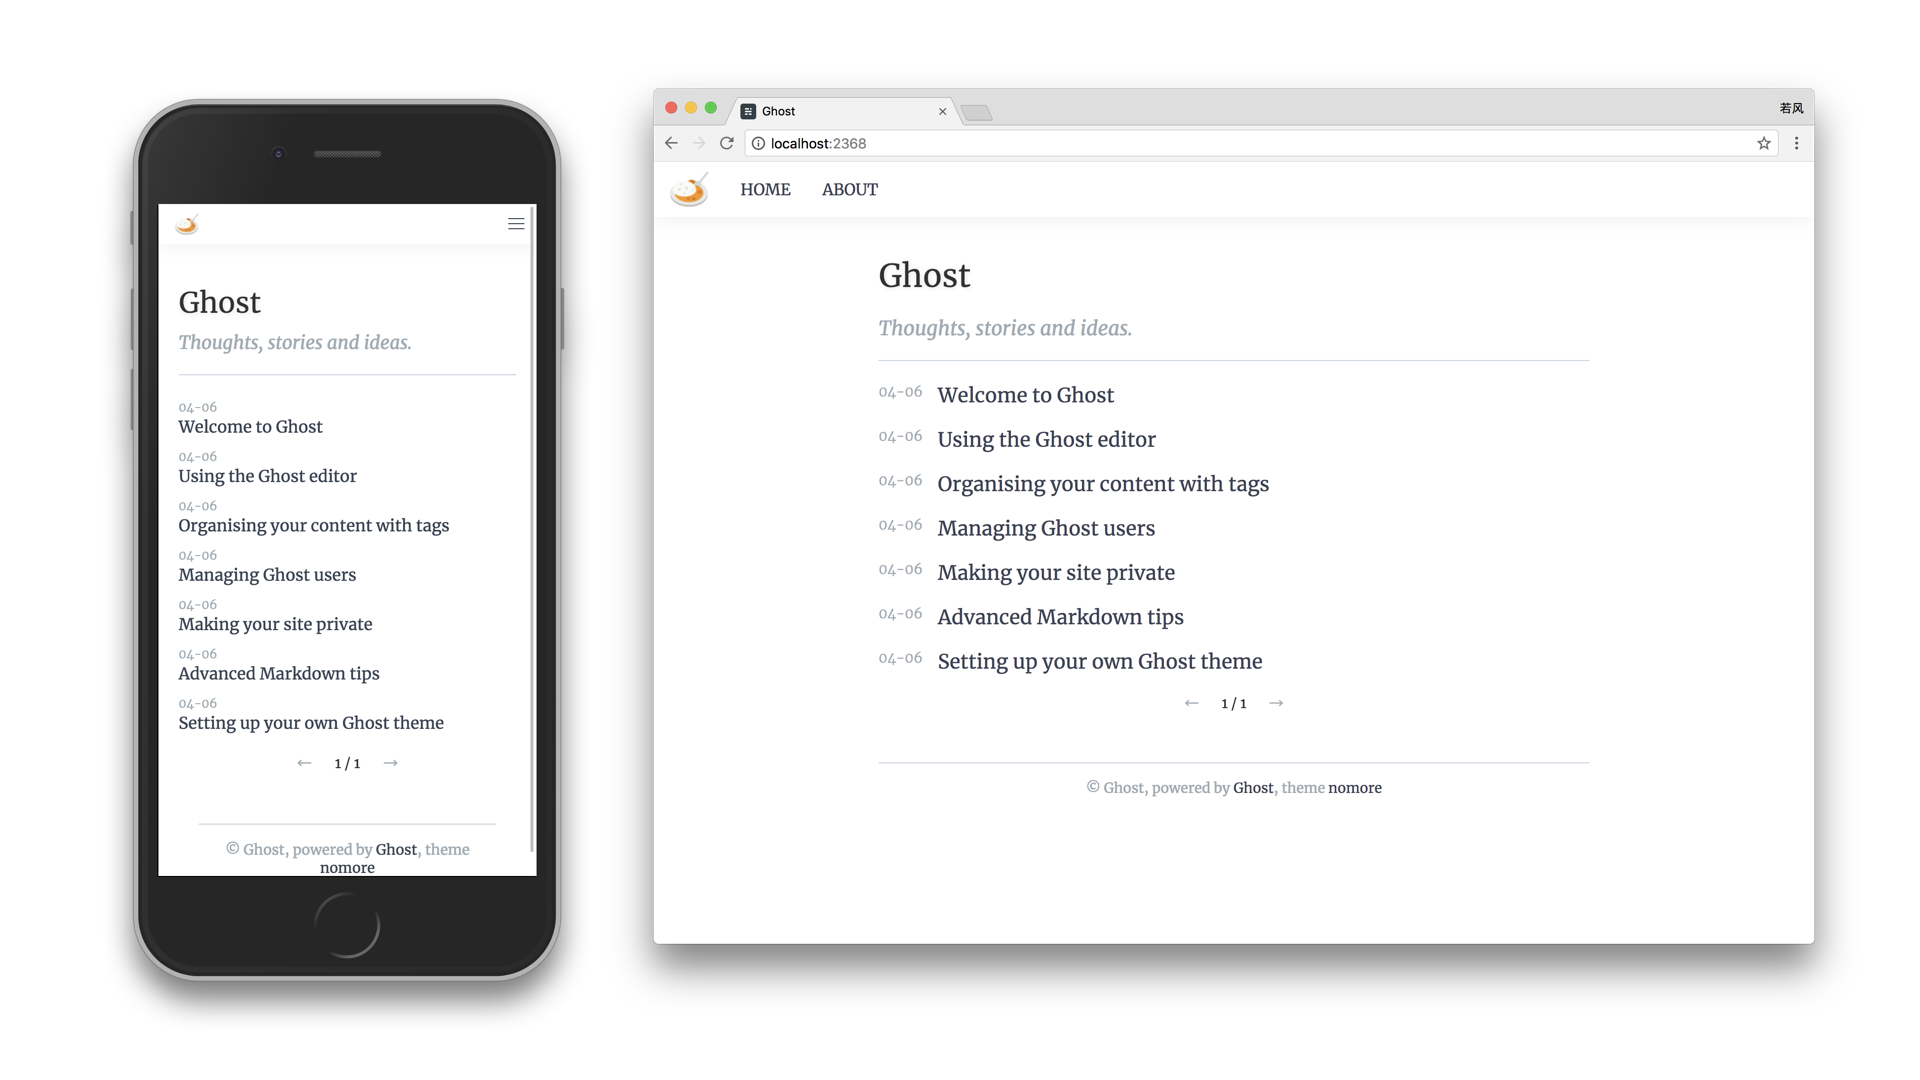 Ghost
Thoughts, stories and ideas.
04-06
Welcome to Ghost
04-06
Using the Ghost editor
04-06
Organising your content with tags
04-06
Managing Ghost users
04-06
Making your site private
04-06
Advanced Markdown tips
04-06
Setting up your own Ghost theme
← 1 / 1 →
© Ghost, powered by Ghost, theme
nomore
Ghost
若风
localhost:2368
HOME ABOUT
Ghost
Thoughts, stories and ideas.
04-06 Welcome to Ghost
04-06 Using the Ghost editor
04-06 Organising your content with tags
04-06 Managing Ghost users
04-06 Making your site private
04-06 Advanced Markdown tips
04-06 Setting up your own Ghost theme
← 1 / 1 →
© Ghost, powered by Ghost, theme nomore